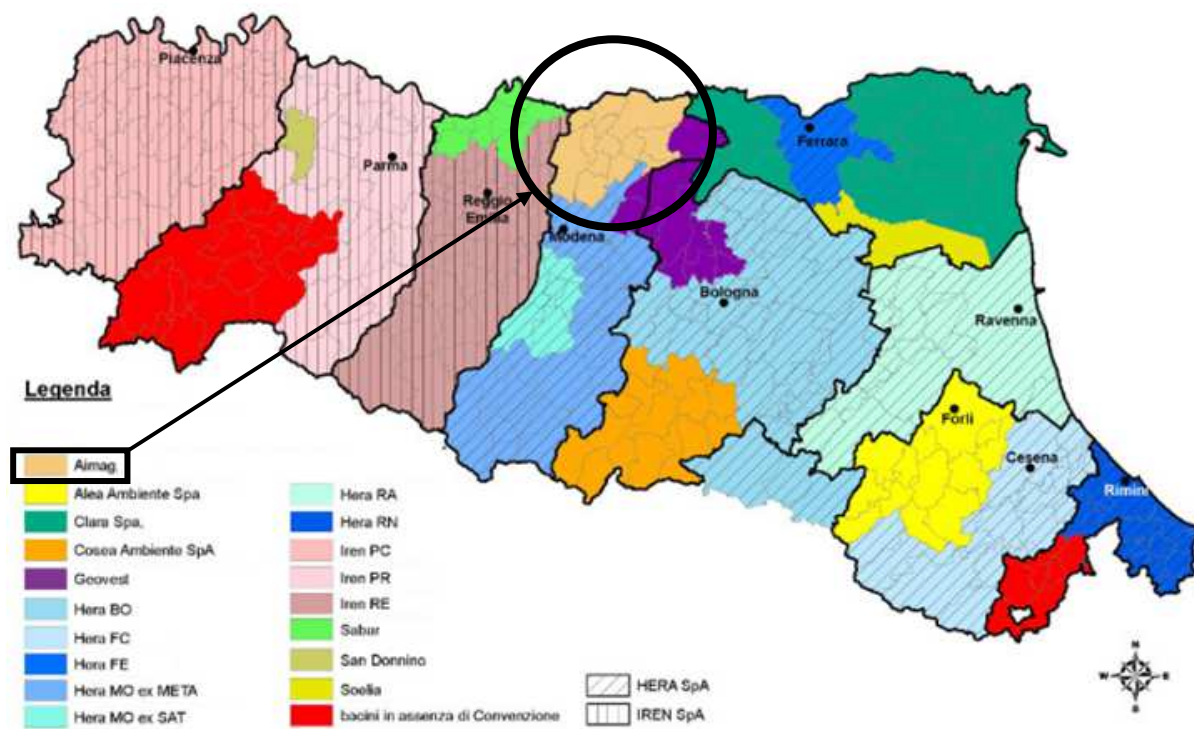 Piacenza
Parma
Reggio
Emilia
Modena
Ferrara
Bologna
Ravenna
Forlì
Cesena
Rimini
Legenda
Aimag
Alea Ambiente Spa
Clara Spa,
Cosea Ambiente SpA
Geovest
Hera BO
Hera FC
Hera FE
Hera MO ex META
Hera MO ex SAT
Hera RA
Hera RN
Iren PC
Iren PR
Iren RE
Sabar
San Donnino
Soelia
bacini in assenza di Convenzione
HERA SpA
IREN SpA
N
W
E
S